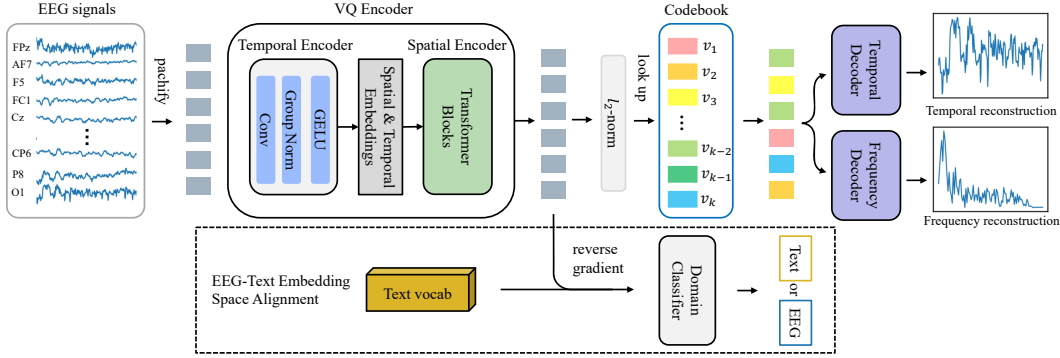 EEG signals
FPz
AF7
F5
FC1
Cz
...
CP6
P8
O1
pachify
VQ Encoder
Temporal Encoder
Conv
Group Norm
GELU
Spatial & Temporal
Embeddings
Spatial Encoder
Transformer
Blocks
l2-norm
look up
Codebook
v1
v2
v3
...
vk−2
vk−1
vk
Temporal
Decoder
Temporal reconstruction
Frequency
Decoder
Frequency reconstruction
EEG-Text Embedding
Space Alignment
Text vocab
reverse
gradient
Domain
Classifier
Text
or
EEG